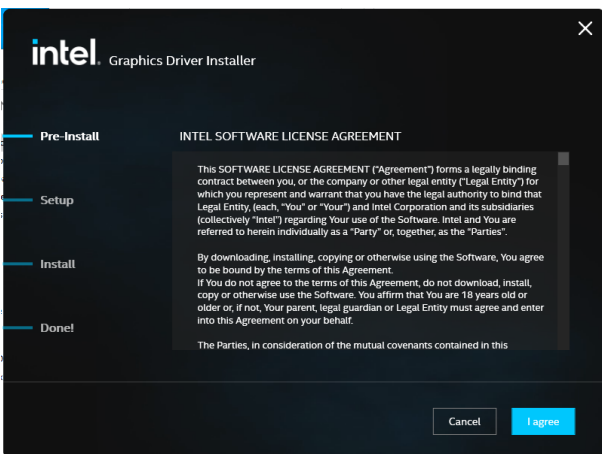 intel. Graphics Driver Installer
Pre-Install
INTEL SOFTWARE LICENSE AGREEMENT
This SOFTWARE LICENSE AGREEMENT ("Agreement") forms a legally binding
contract between you, or the company or other legal entity ("Legal Entity") for
which you represent and warrant that you have the legal authority to bind that
Legal Entity, (each, "You" or "Your") and Intel Corporation and its subsidiaries
(collectively "Intel") regarding Your use of the Software. Intel and You are
referred to herein individually as a "Party" or, together, as the "Parties".
By downloading, installing, copying or otherwise using the Software, You agree
to be bound by the terms of this Agreement.
If You do not agree to the terms of this Agreement, do not download, install,
copy or otherwise use the Software. You affirm that You are 18 years old or
older or, if not, Your parent, legal guardian or Legal Entity must agree and enter
into this Agreement on your behalf.
The Parties, in consideration of the mutual covenants contained in this
Setup
Install
Done!
Cancel
I agree